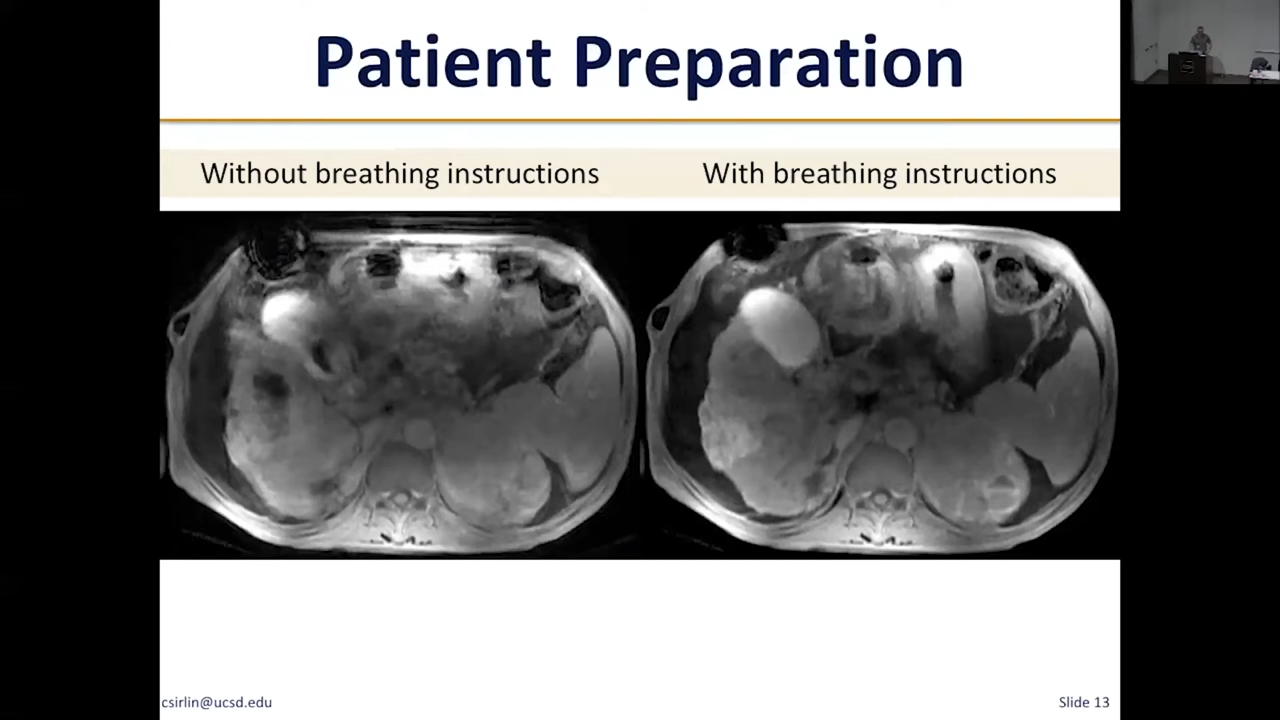 Patient Preparation
Without breathing instructions
With breathing instructions
csirlin@ucsd.edu
Slide 13